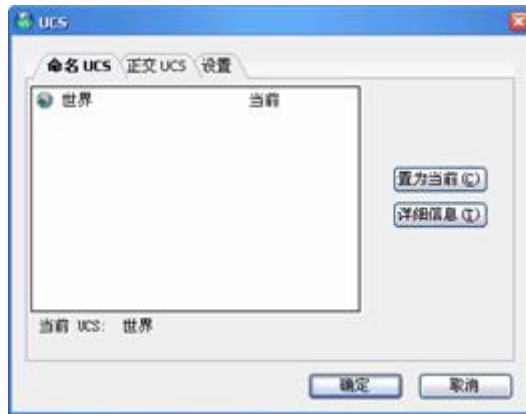 UCS
命名 UCS 正交 UCS 设置
世界 当前
置为当前(C)
详细信息(T)
当前 UCS: 世界
确定 取消